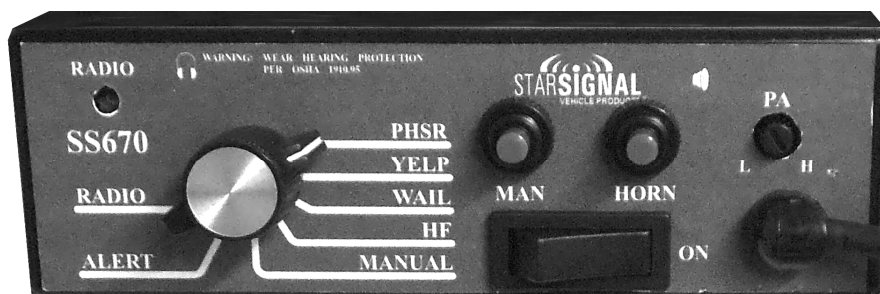 RADIO
WARNING: WEAR HEARING PROTECTION
PER OSHA 1910.95
STARSIGNAL
VEHICLE PRODUCTS
PA
SS670
PHSR
YELP
L H
RADIO
WAIL
MAN
HORN
HF
ON
ALERT
MANUAL